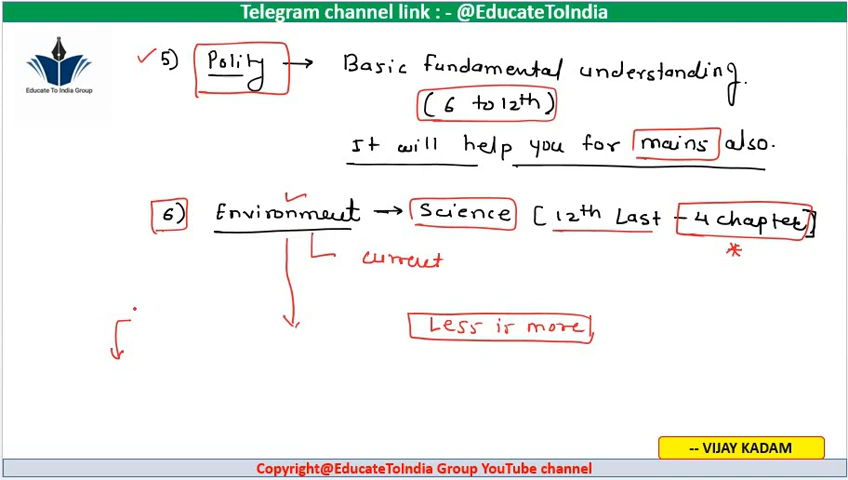 Telegram channel link : - @EducateToIndia
5) Polity → Basic fundamental understanding.
(6 to 12th)
It will help you for mains also.
Educate To India Group
6) Environment → Science [12th Last - 4 chapter]
current
Less is more
-- VIJAY KADAM
Copyright@EducateToIndia Group YouTube channel